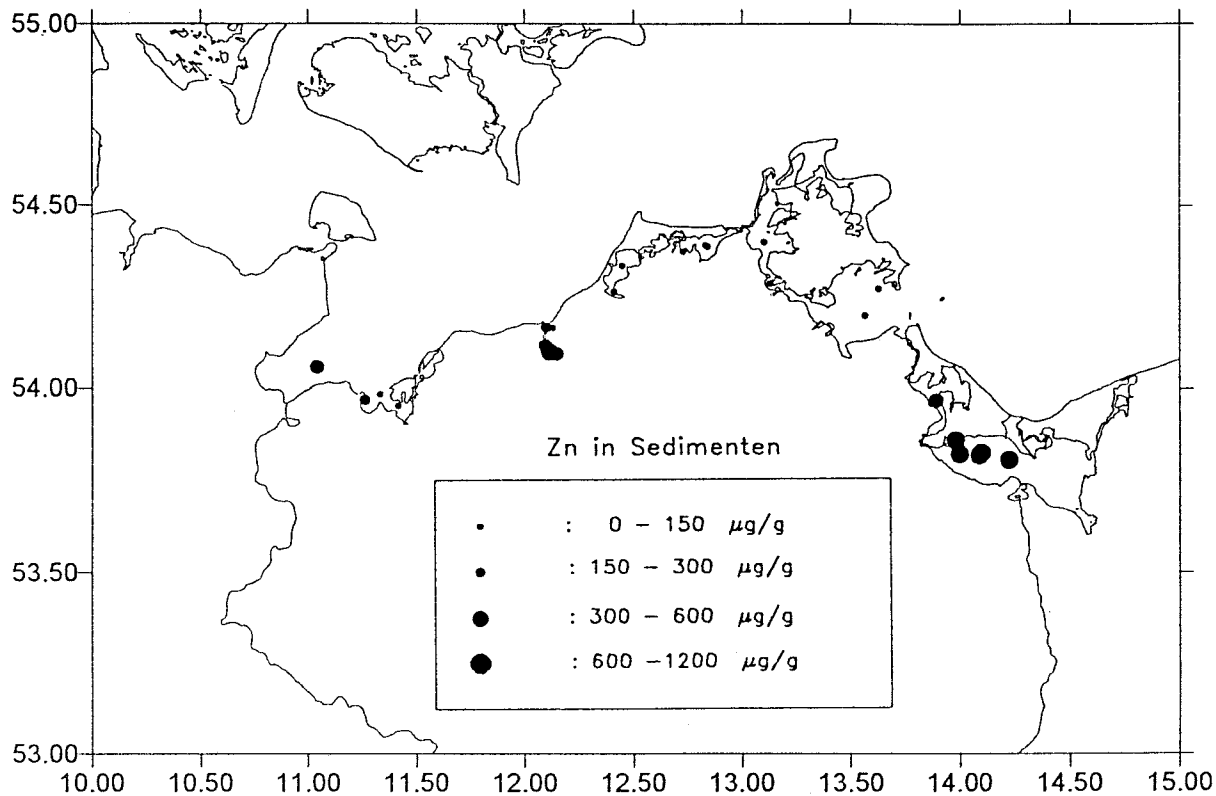 55.00
54.50
54.00
53.50
53.00
Zn in Sedimenten
: 0 – 150 µg/g
: 150 – 300 µg/g
: 300 – 600 µg/g
: 600 –1200 µg/g
10.00 10.50 11.00 11.50 12.00 12.50 13.00 13.50 14.00 14.50 15.00